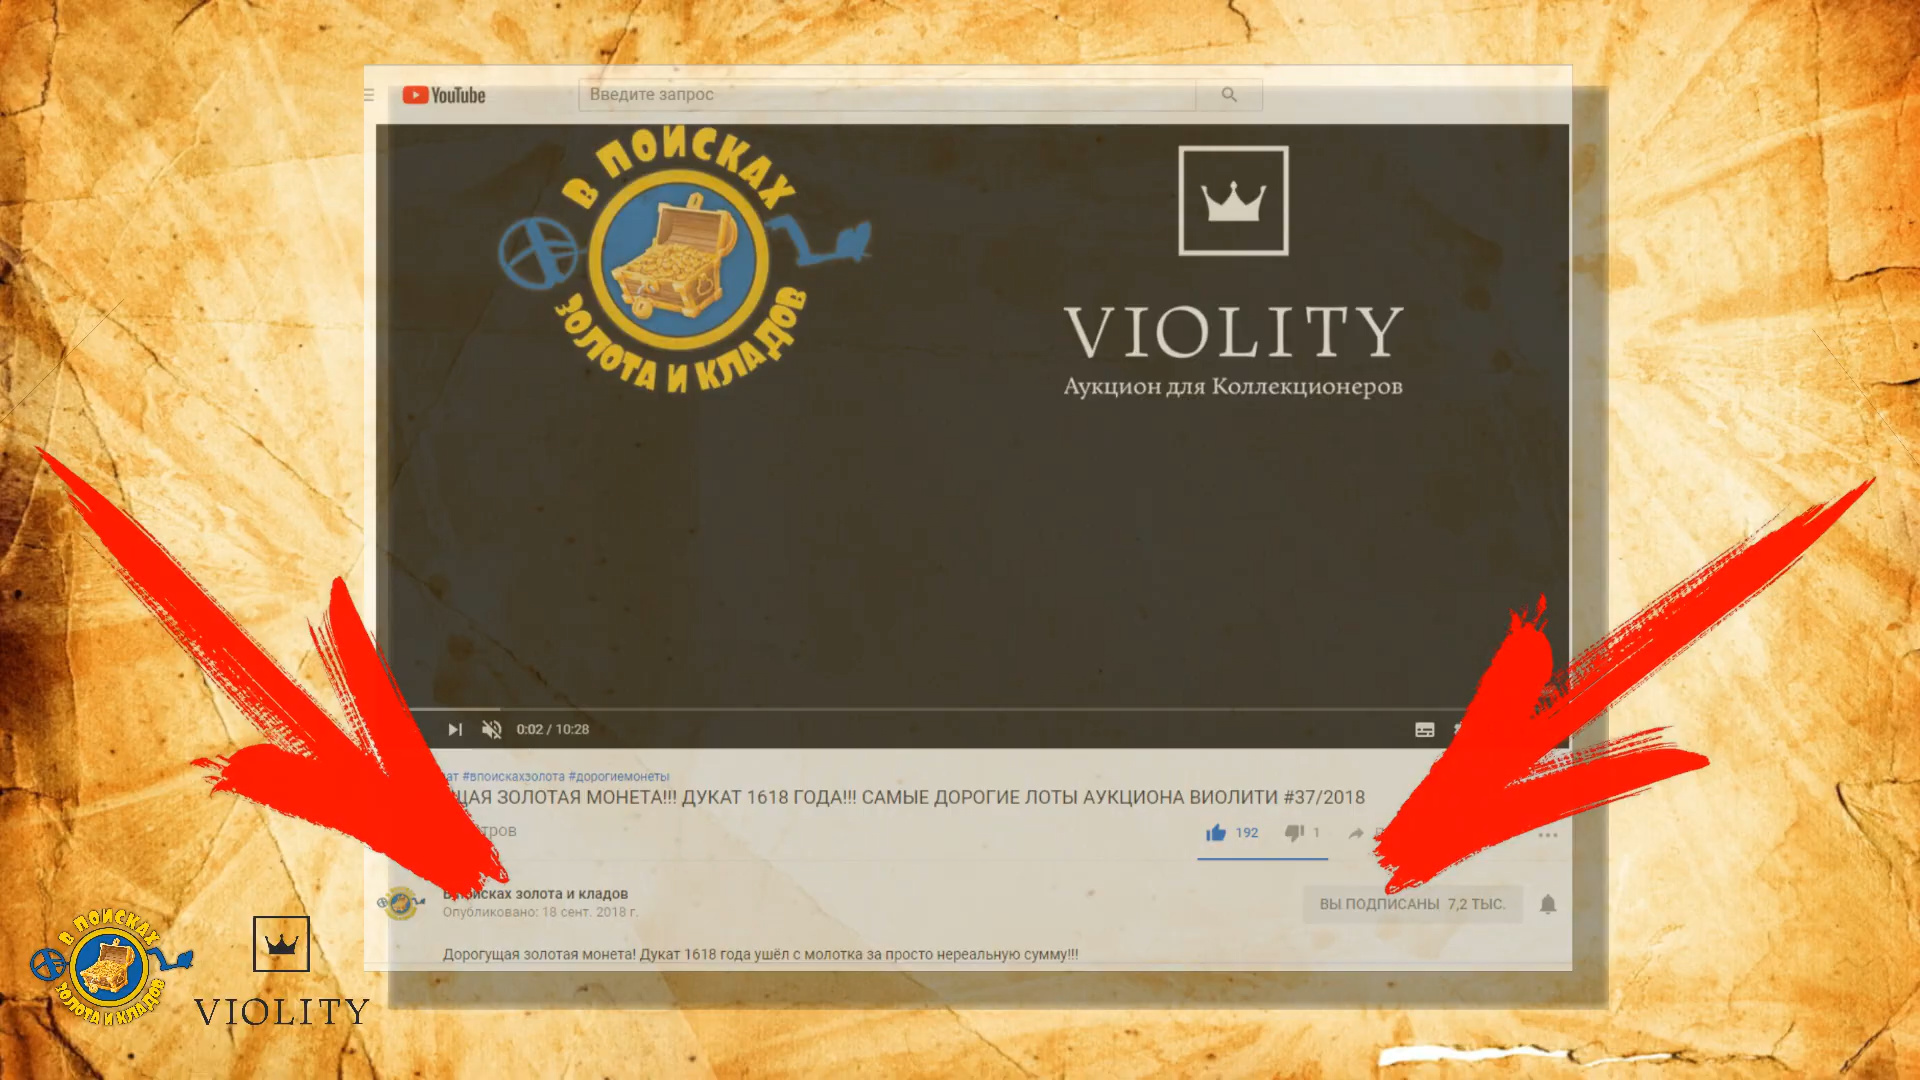 YouTube
Введите запрос
В ПОИСКАХ
ЗОЛОТА И КЛАДОВ
VIOLITY
Аукцион для Коллекционеров
0:02 / 10:28
#впоискахзолота #дорогиемонеты
ЗОЛОТАЯ МОНЕТА!!! ДУКАТ 1618 ГОДА!!! САМЫЕ ДОРОГИЕ ЛОТЫ АУКЦИОНА ВИОЛИТИ #37/2018
192
1
золота и кладов
Опубликовано: 18 сент. 2018 г.
ВЫ ПОДПИСАНЫ 7,2 ТЫС.
Дорогущая золотая монета! Дукат 1618 года ушёл с молотка за просто нереальную сумму!!!
В ПОИСКАХ
ЗОЛОТА И КЛАДОВ
VIOLITY